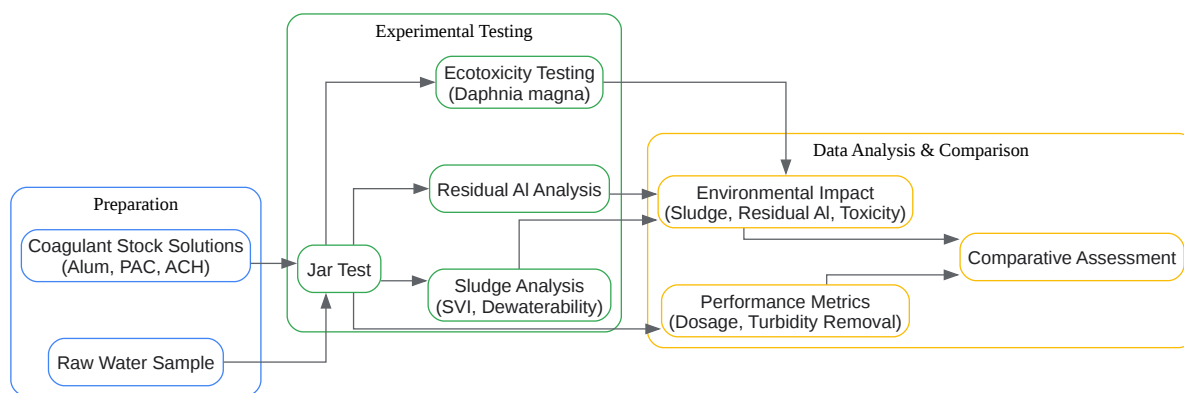 Experimental Testing
Ecotoxicity Testing
(Daphnia magna)
Data Analysis & Comparison
Residual Al Analysis
Environmental Impact
(Sludge, Residual Al, Toxicity)
Preparation
Coagulant Stock Solutions
(Alum, PAC, ACH)
Jar Test
Sludge Analysis
(SVI, Dewaterability)
Comparative Assessment
Performance Metrics
(Dosage, Turbidity Removal)
Raw Water Sample